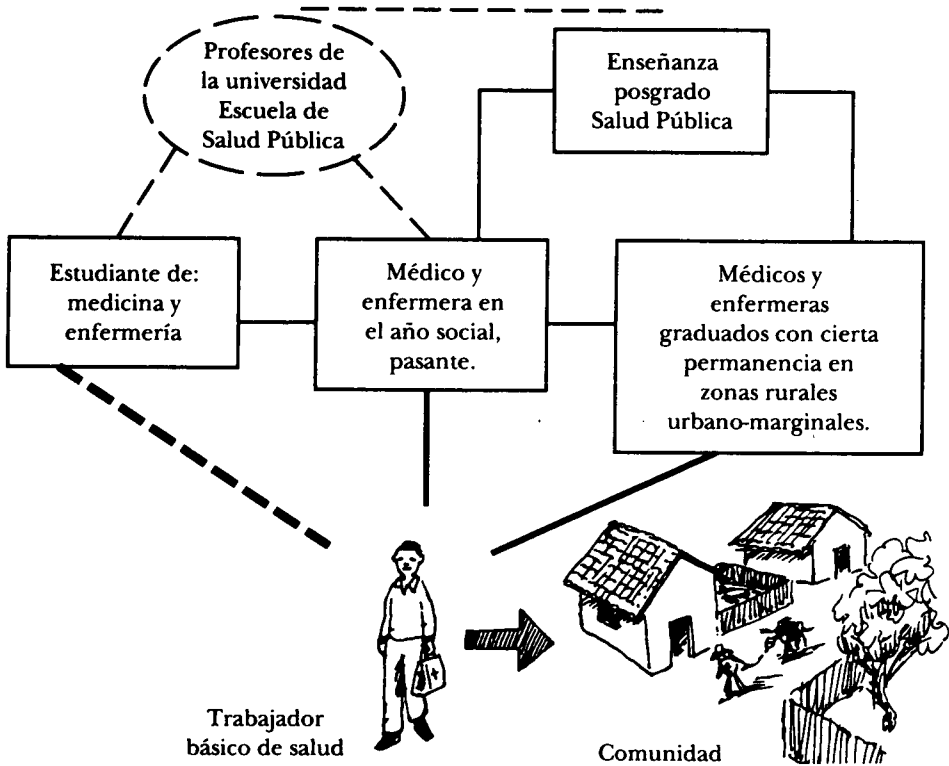 Profesores de
la universidad
Escuela de
Salud Pública
Enseñanza
posgrado
Salud Pública
Estudiante de:
medicina y
enfermería
Médico y
enfermera en
el año social,
pasante.
Médicos y
enfermeras
graduados con cierta
permanencia en
zonas rurales
urbano-marginales.
Trabajador
básico de salud
Comunidad